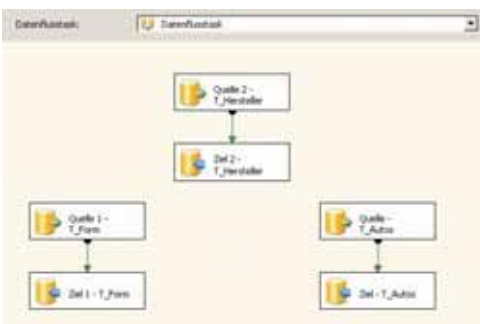 Datenflusstask: Datenflusstask
Quelle 2 -
T_Hersteller
Ziel 2 -
T_Hersteller
Quelle 1 -
T_Form
Quelle -
T_Autos
Ziel 1 - T_Form
Ziel - T_Autos